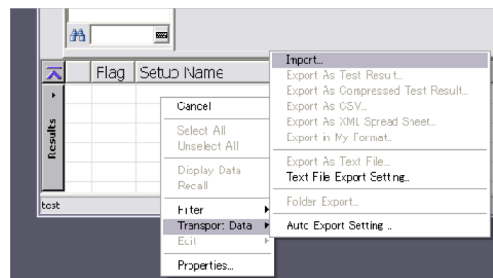 Flag Setup Name
Results
test
Cancel
Select All
Unselect All
Display Data
Recall
Filter
Transport Data
Edit
Properties...
Import...
Export As Test Result...
Export As Compressed Test Result...
Export As CSV...
Export As XML Spread Sheet...
Export in My Format...
Export As Text File...
Text File Export Setting...
Folder Export...
Auto Export Setting ...